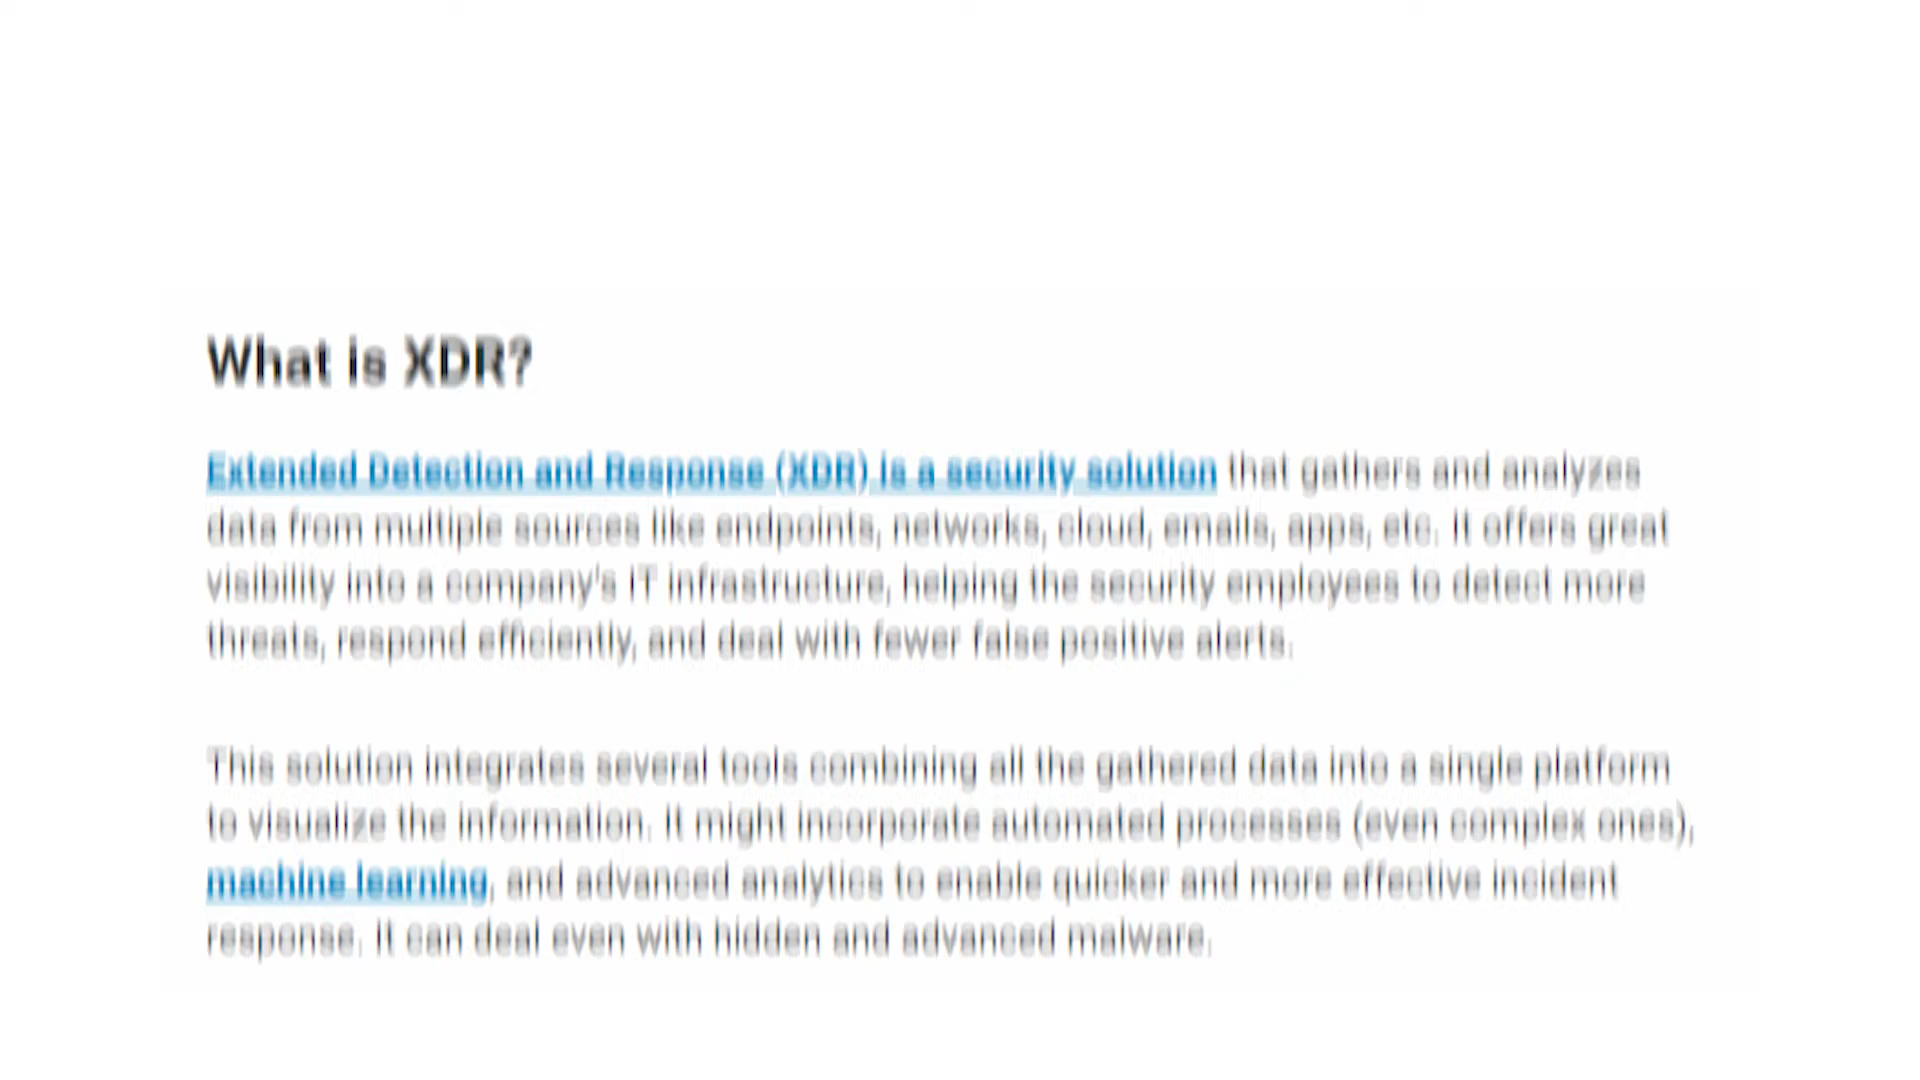 What is XDR?
Extended Detection and Response (XDR) is a security solution that gathers and analyzes
data from multiple sources like endpoints, networks, cloud, emails, apps, etc. It offers great
visibility into a company's IT infrastructure, helping the security employees to detect more
threats, respond efficiently, and deal with fewer false positive alerts.
This solution integrates several tools combining all the gathered data into a single platform
to visualize the information. It might incorporate automated processes (even complex ones),
machine learning, and advanced analytics to enable quicker and more effective incident
response. It can deal even with hidden and advanced malware.